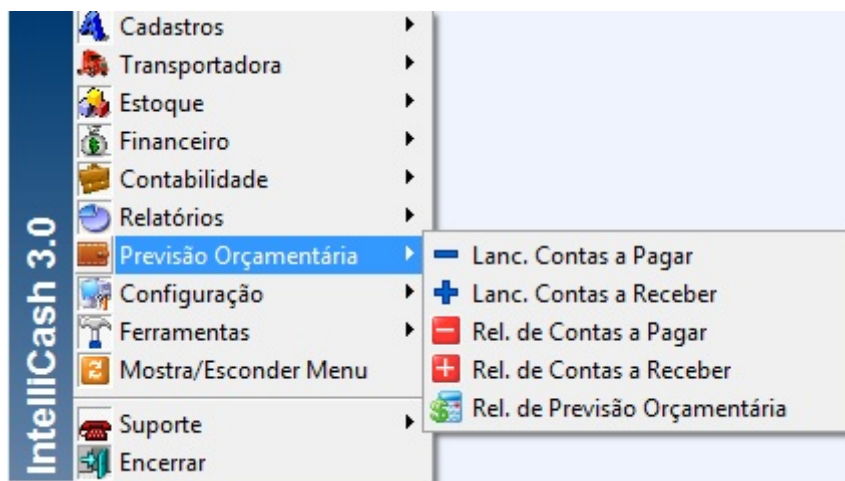 IntelliCash 3.0
Cadastros
Transportadora
Estoque
Financeiro
Contabilidade
Relatórios
Previsão Orçamentária
Configuração
Ferramentas
Mostra/Esconder Menu
Suporte
Encerrar
Lanc. Contas a Pagar
Lanc. Contas a Receber
Rel. de Contas a Pagar
Rel. de Contas a Receber
Rel. de Previsão Orçamentária